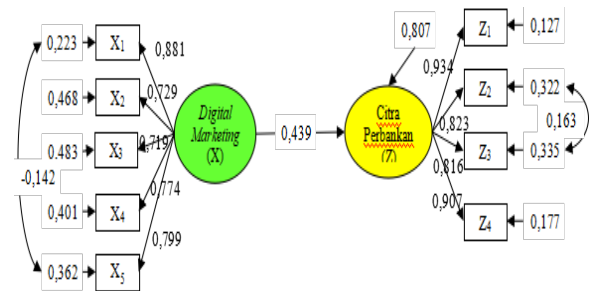 0,223
X1
0,881
0,468
X2
0,729
0,483
X3
0,719
-0,142
0,401
X4
0,774
0,362
X5
0,799
Digital
Marketing
(X)
0,439
0,807
Citra
Perbankan
(Z)
0,934
Z1
0,127
0,823
Z2
0,322
0,163
0,816
Z3
0,335
0,907
Z4
0,177